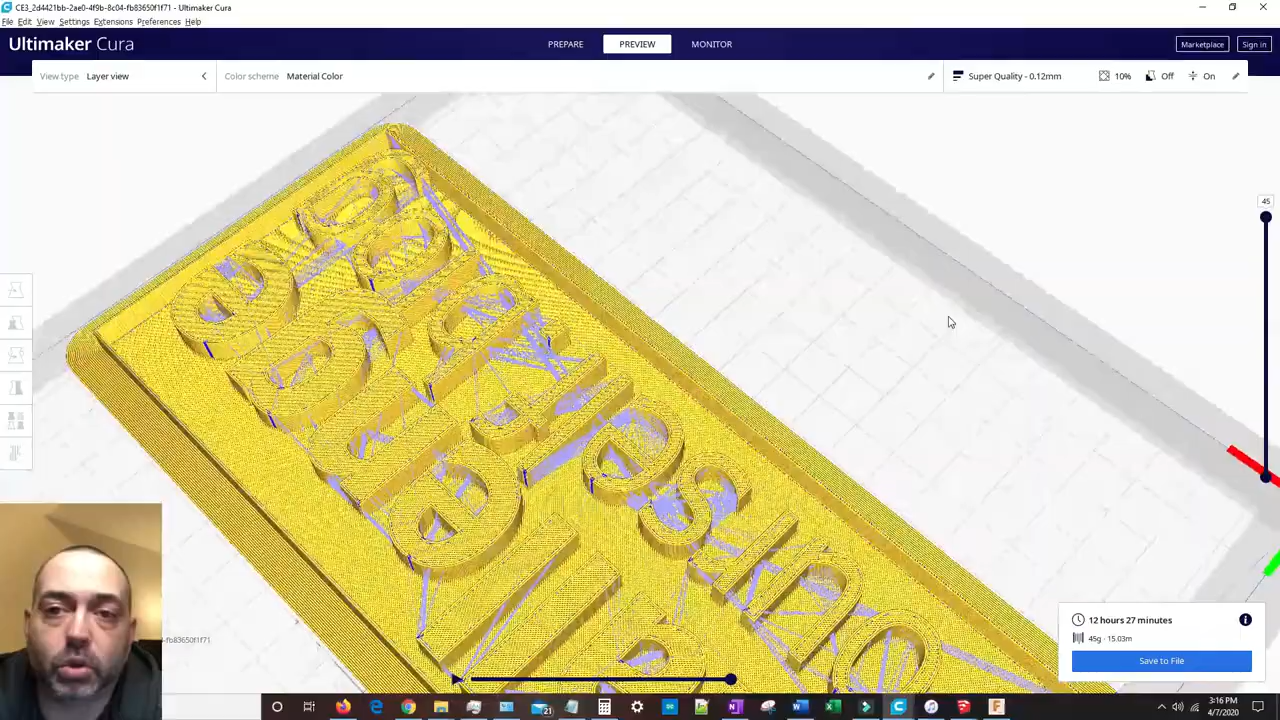 CE3_2d4421bb-2ae0-4f9b-8c04-fb83650f1f71 - Ultimaker Cura
File Edit View Settings Extensions Preferences Help
Ultimaker Cura
PREPARE PREVIEW MONITOR
Marketplace Sign in
View type Layer view
Color scheme Material Color
Super Quality - 0.12mm 10% Off On
45
-fb83650f1f71
12 hours 27 minutes
45g · 15.03m
Save to File
21
3:16 PM
4/7/2020